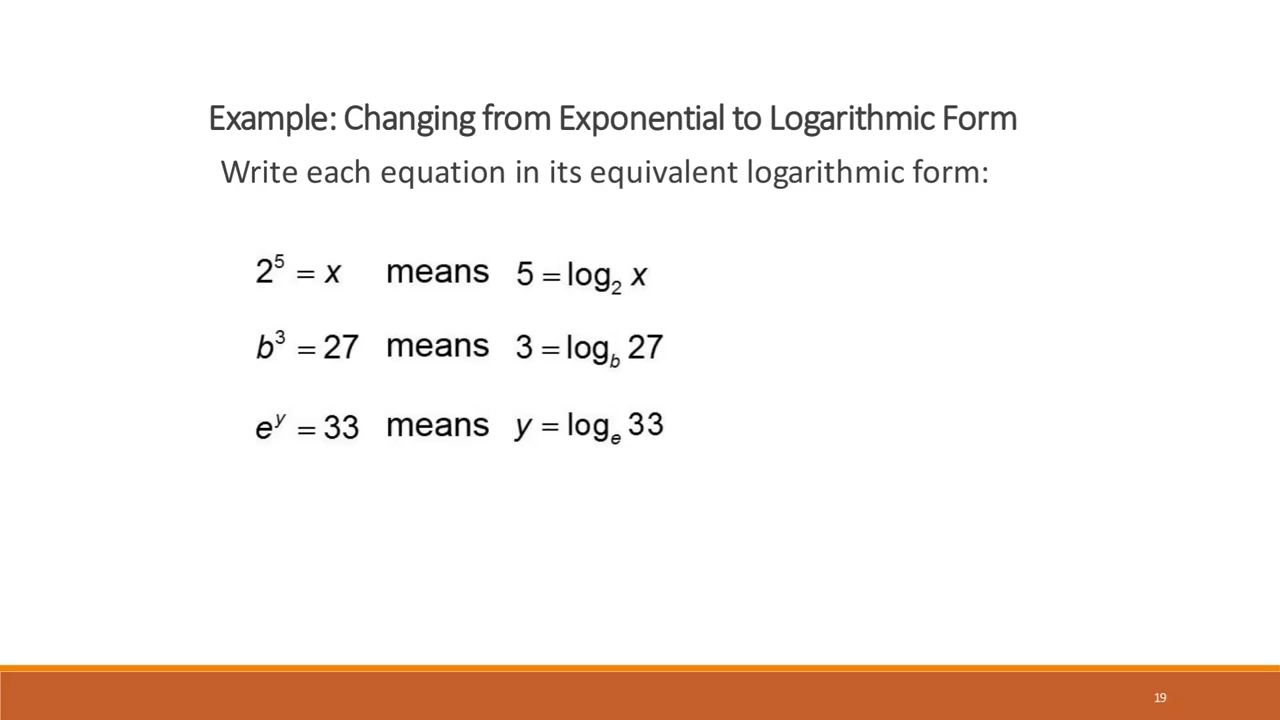 Example: Changing from Exponential to Logarithmic Form
Write each equation in its equivalent logarithmic form:
2⁵ = x means 5 = log₂ x
b³ = 27 means 3 = log_b 27
e^y = 33 means y = log_e 33
19